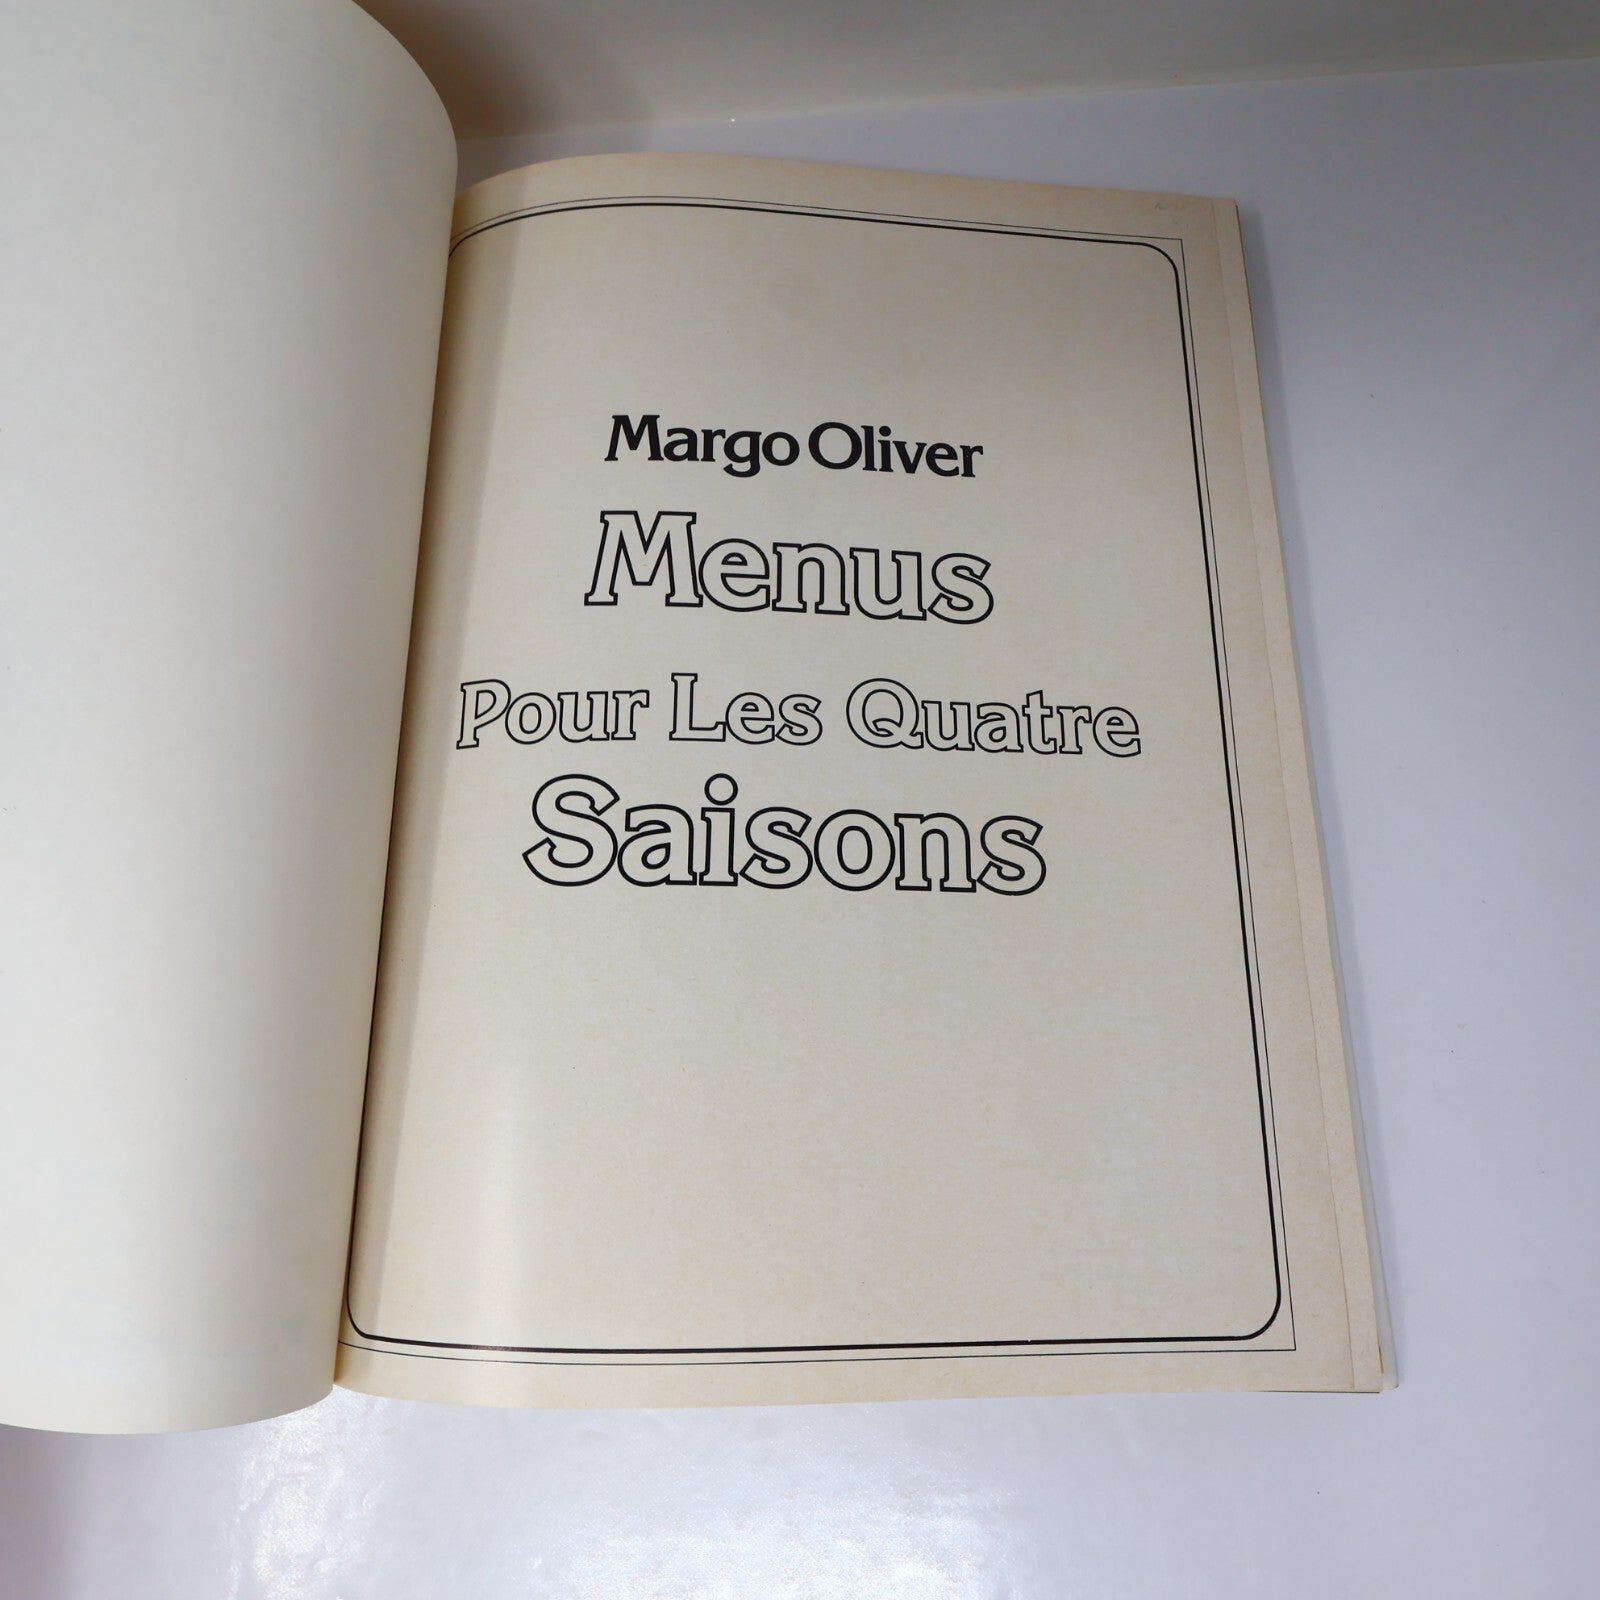 Margo Oliver
Menus
Pour Les Quatre
Saisons